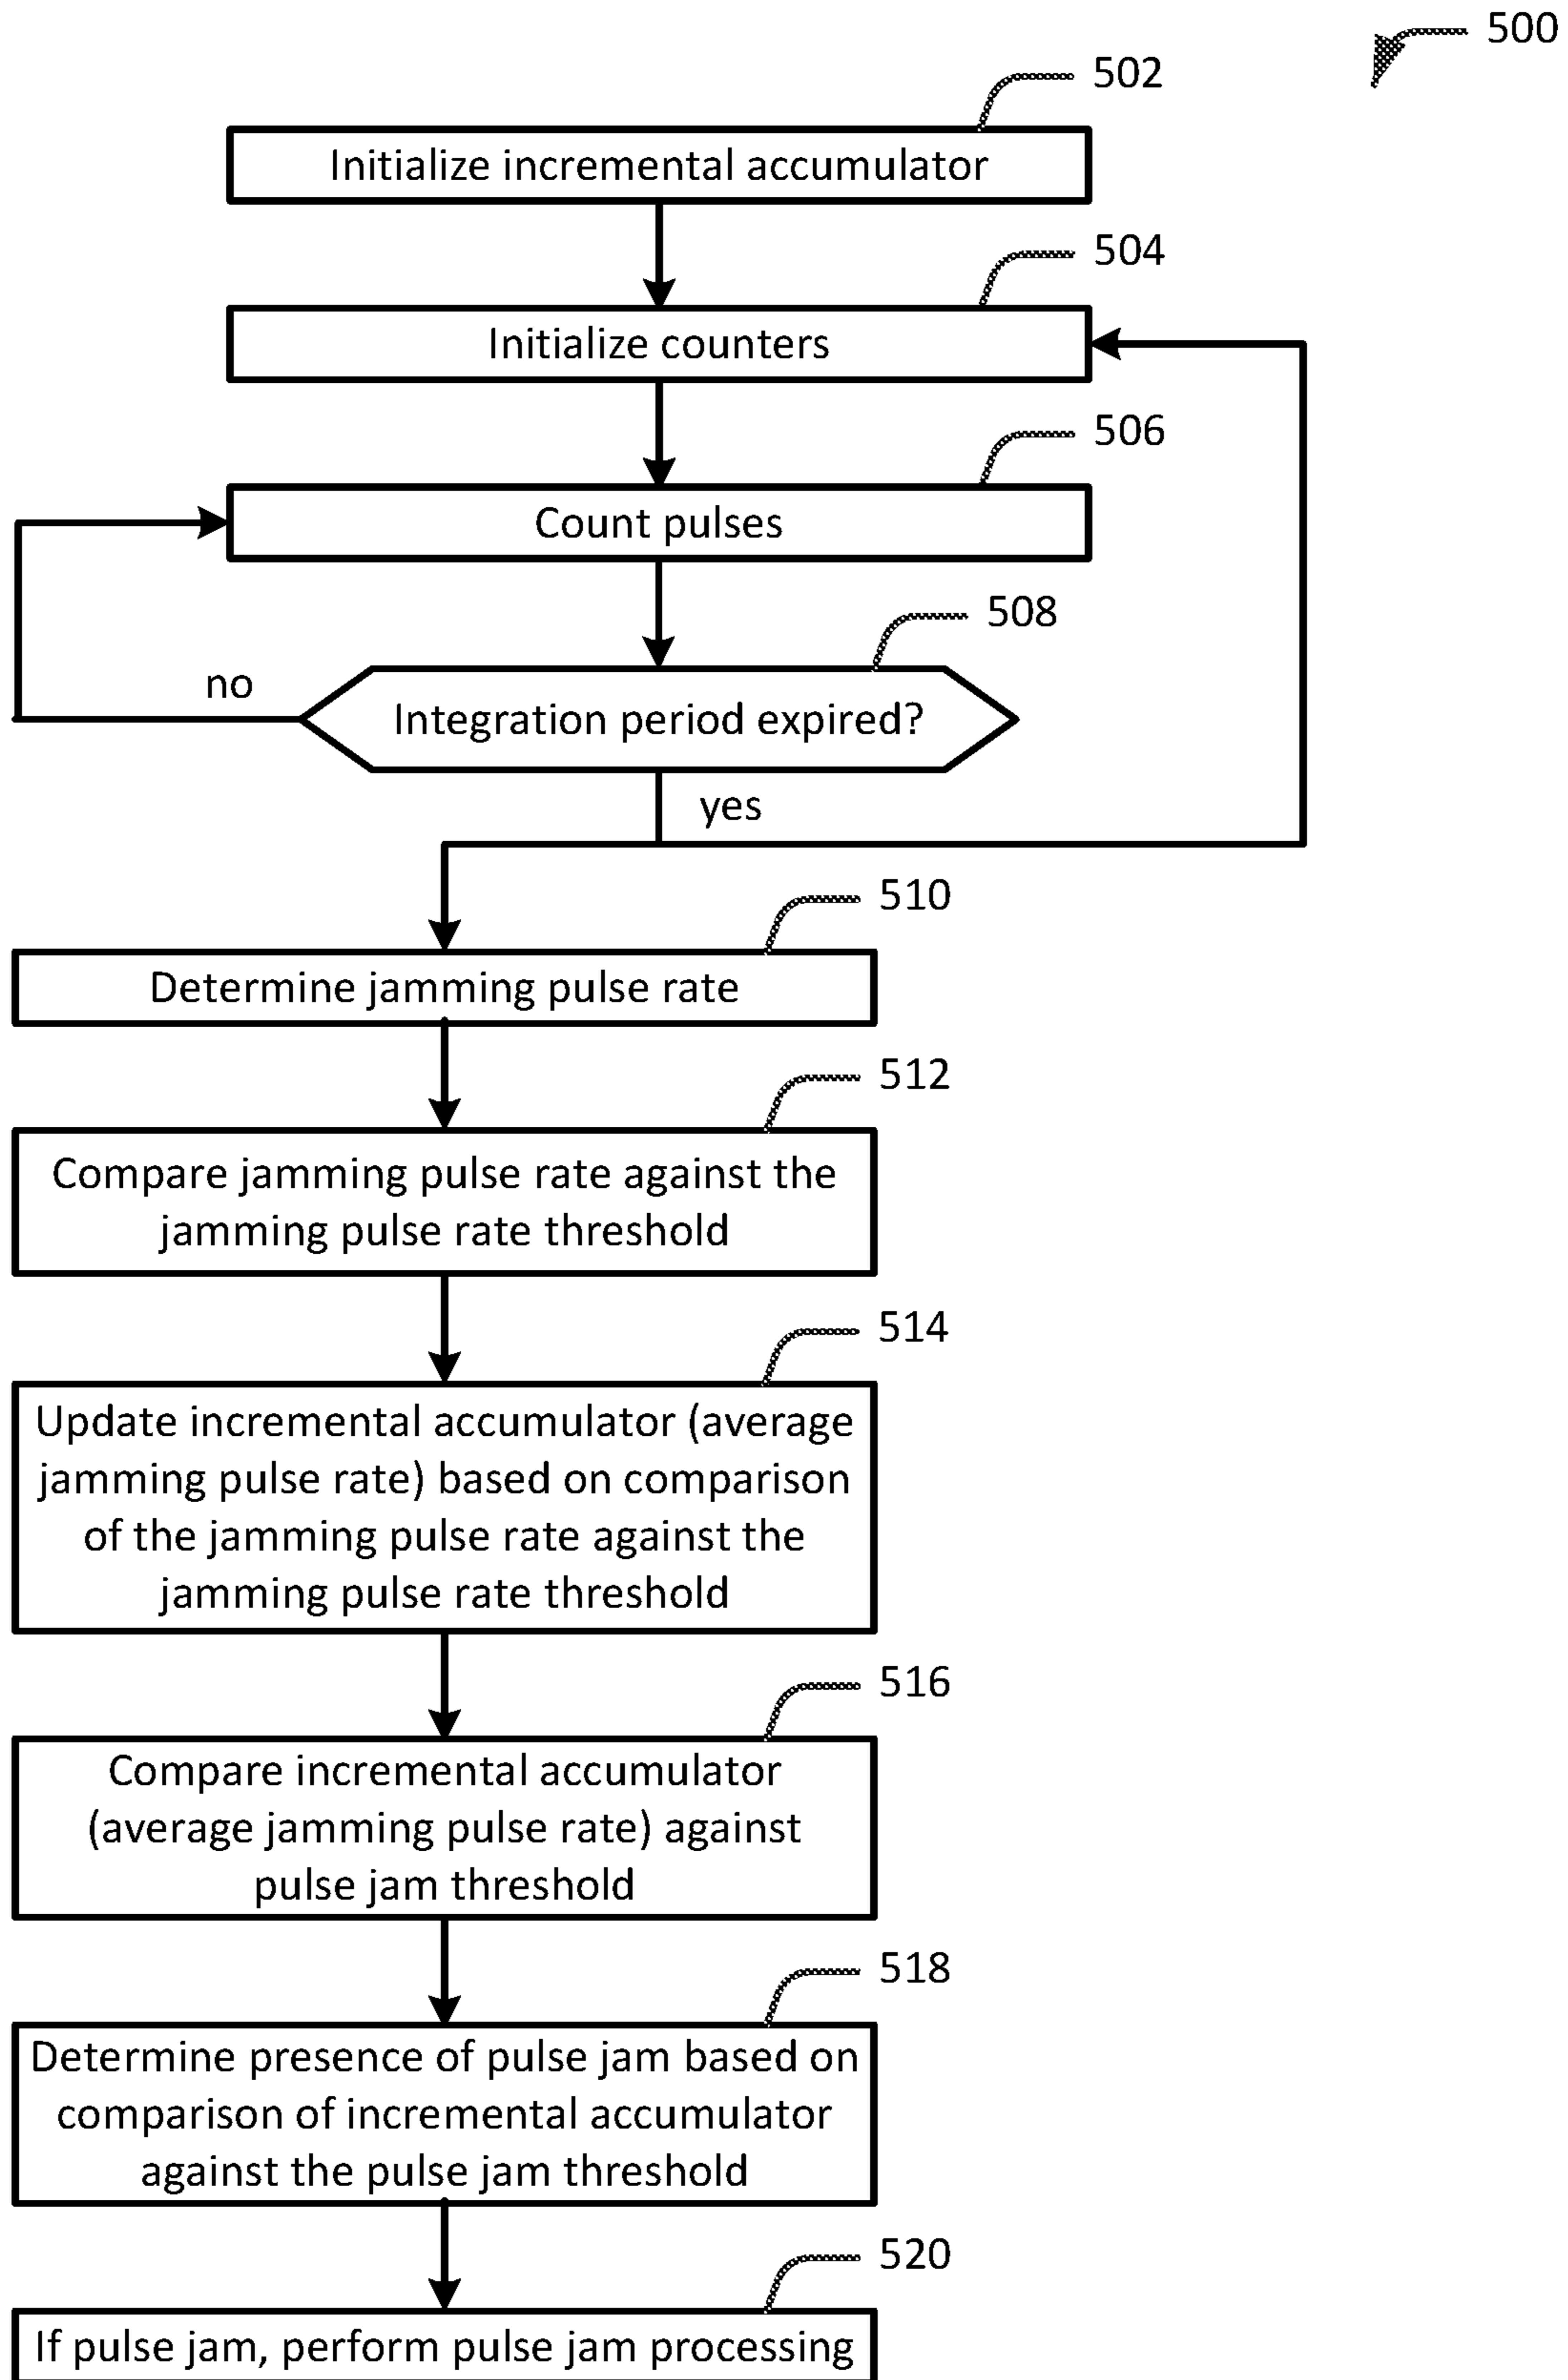 500
502
Initialize incremental accumulator
504
Initialize counters
506
Count pulses
508
no
Integration period expired?
yes
510
Determine jamming pulse rate
512
Compare jamming pulse rate against the
jamming pulse rate threshold
514
Update incremental accumulator (average
jamming pulse rate) based on comparison
of the jamming pulse rate against the
jamming pulse rate threshold
516
Compare incremental accumulator
(average jamming pulse rate) against
pulse jam threshold
518
Determine presence of pulse jam based on
comparison of incremental accumulator
against the pulse jam threshold
520
If pulse jam, perform pulse jam processing